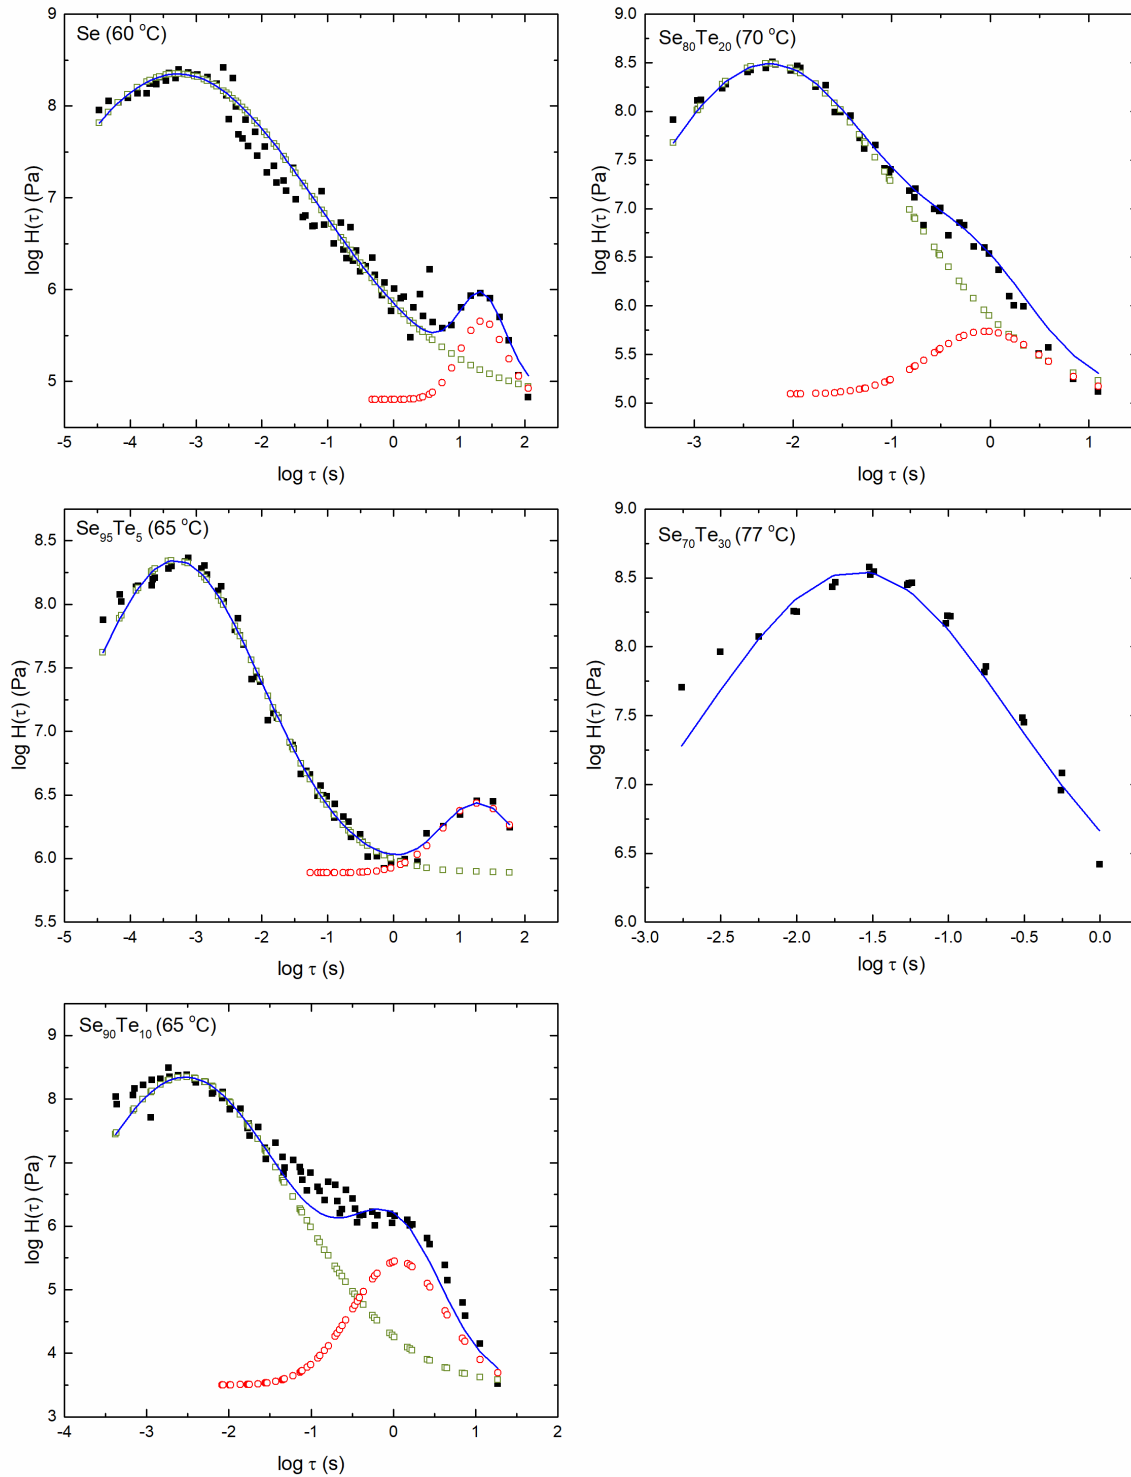 Se (60 °C)
log H(τ) (Pa)
9
8
7
6
5
-5 -4 -3 -2 -1 0 1 2
log τ (s)
Se80Te20 (70 °C)
log H(τ) (Pa)
9.0
8.5
8.0
7.5
7.0
6.5
6.0
5.5
5.0
-3 -2 -1 0 1
log τ (s)
Se95Te5 (65 °C)
log H(τ) (Pa)
8.5
8.0
7.5
7.0
6.5
6.0
5.5
-5 -4 -3 -2 -1 0 1 2
log τ (s)
Se70Te30 (77 °C)
log H(τ) (Pa)
9.0
8.5
8.0
7.5
7.0
6.5
6.0
-3.0 -2.5 -2.0 -1.5 -1.0 -0.5 0.0
log τ (s)
Se90Te10 (65 °C)
log H(τ) (Pa)
9
8
7
6
5
4
3
-4 -3 -2 -1 0 1 2
log τ (s)